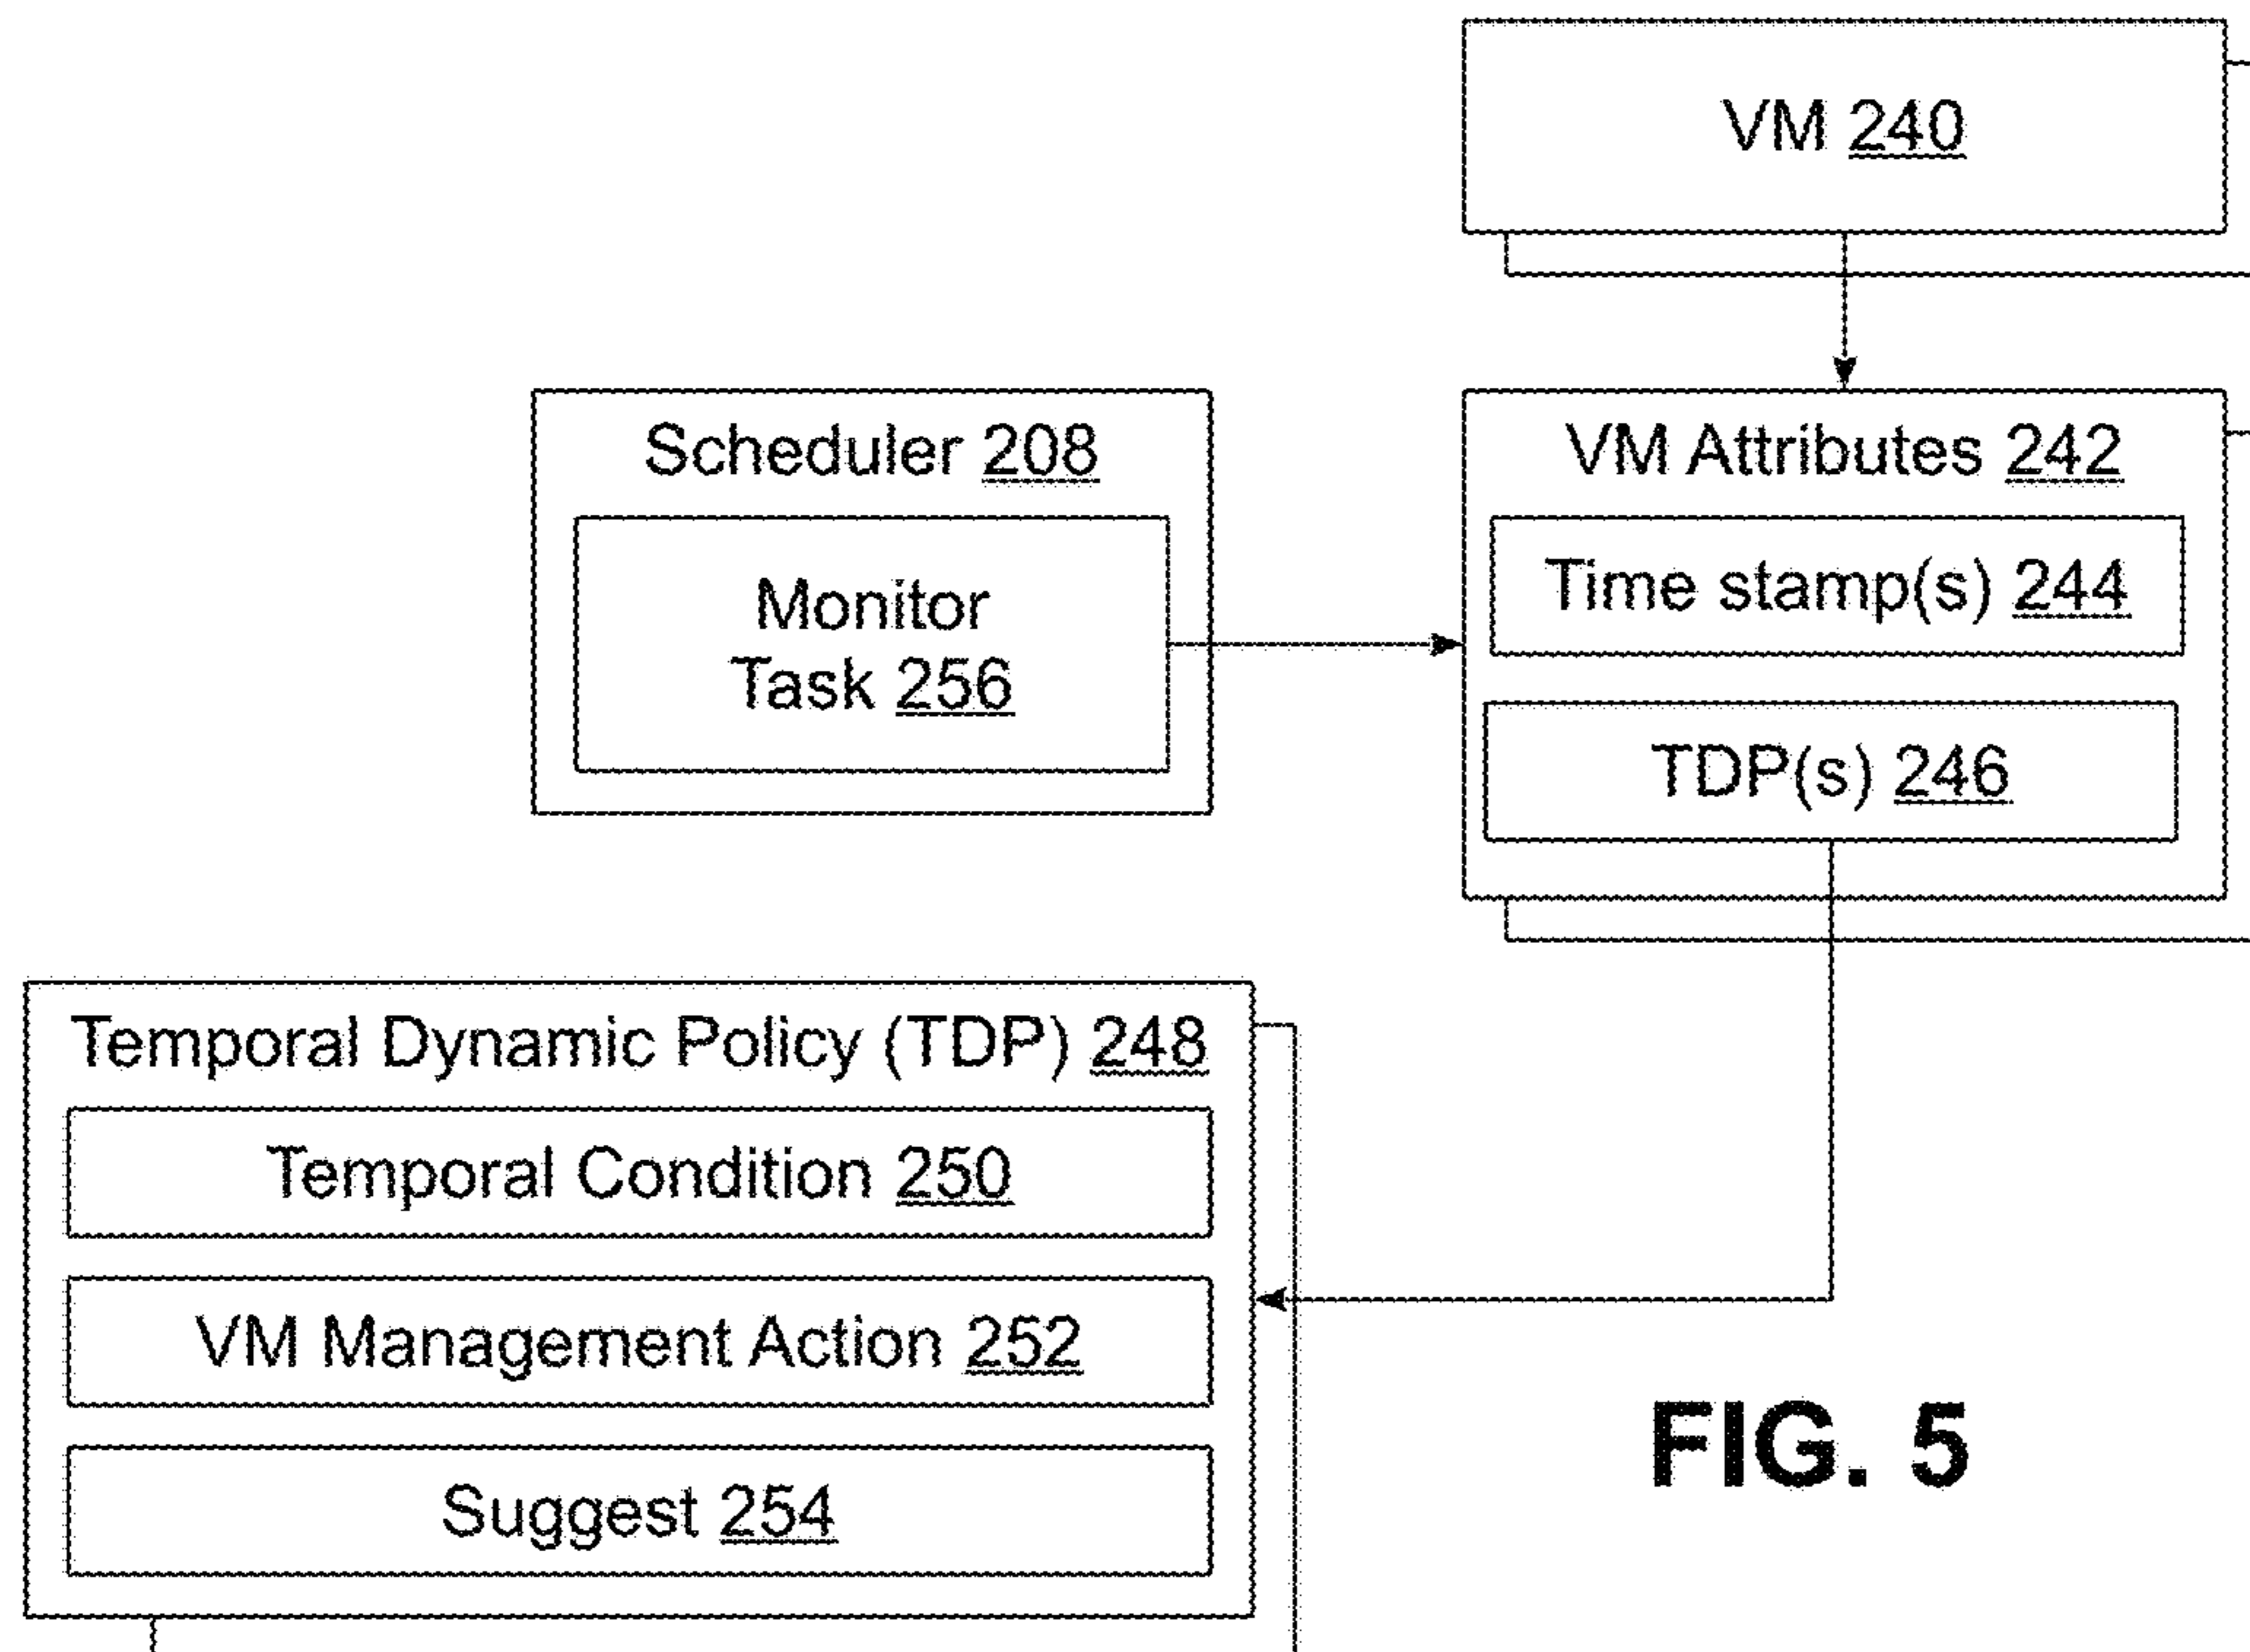 VM 240
Scheduler 208
Monitor
Task 256
VM Attributes 242
Time stamp(s) 244
TDP(s) 246
Temporal Dynamic Policy (TDP) 248
Temporal Condition 250
VM Management Action 252
Suggest 254
FIG. 5